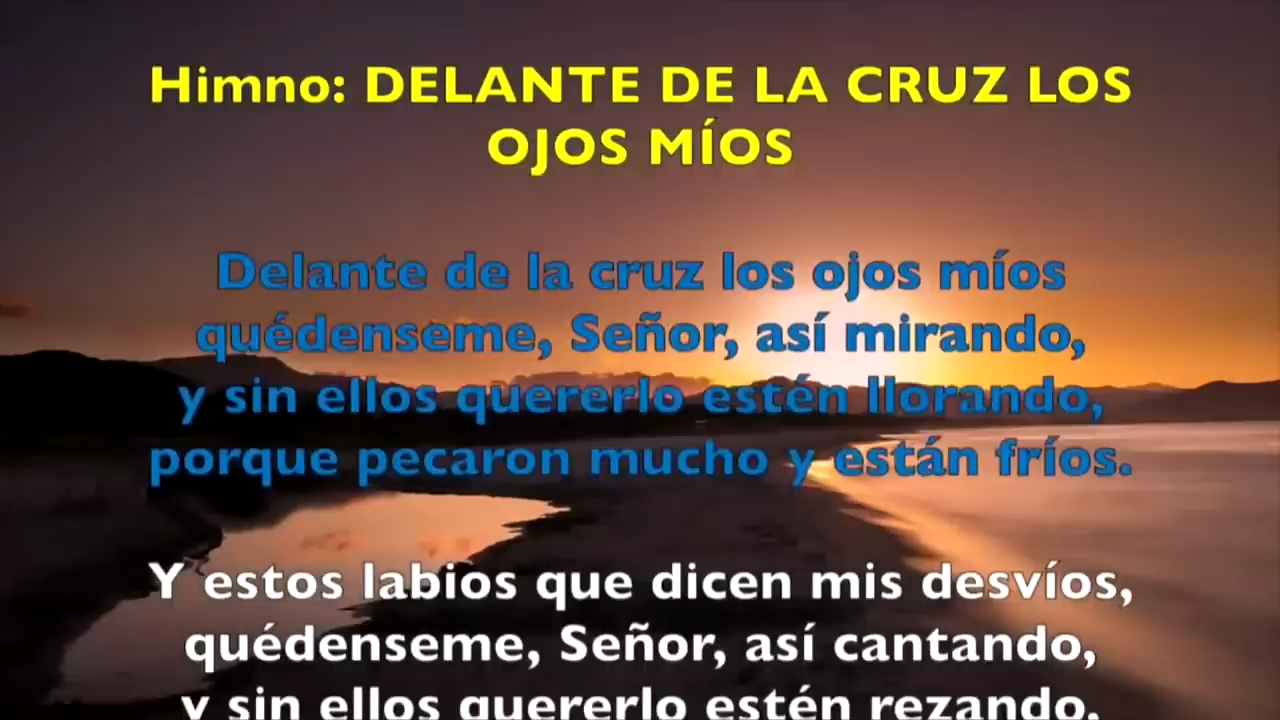 Himno: DELANTE DE LA CRUZ LOS
OJOS MÍOS
Delante de la cruz los ojos míos
quédenseme, Señor, así mirando,
y sin ellos quererlo estén llorando,
porque pecaron mucho y están fríos.
Y estos labios que dicen mis desvíos,
quédenseme, Señor, así cantando,
y sin ellos quererlo estén rezando,